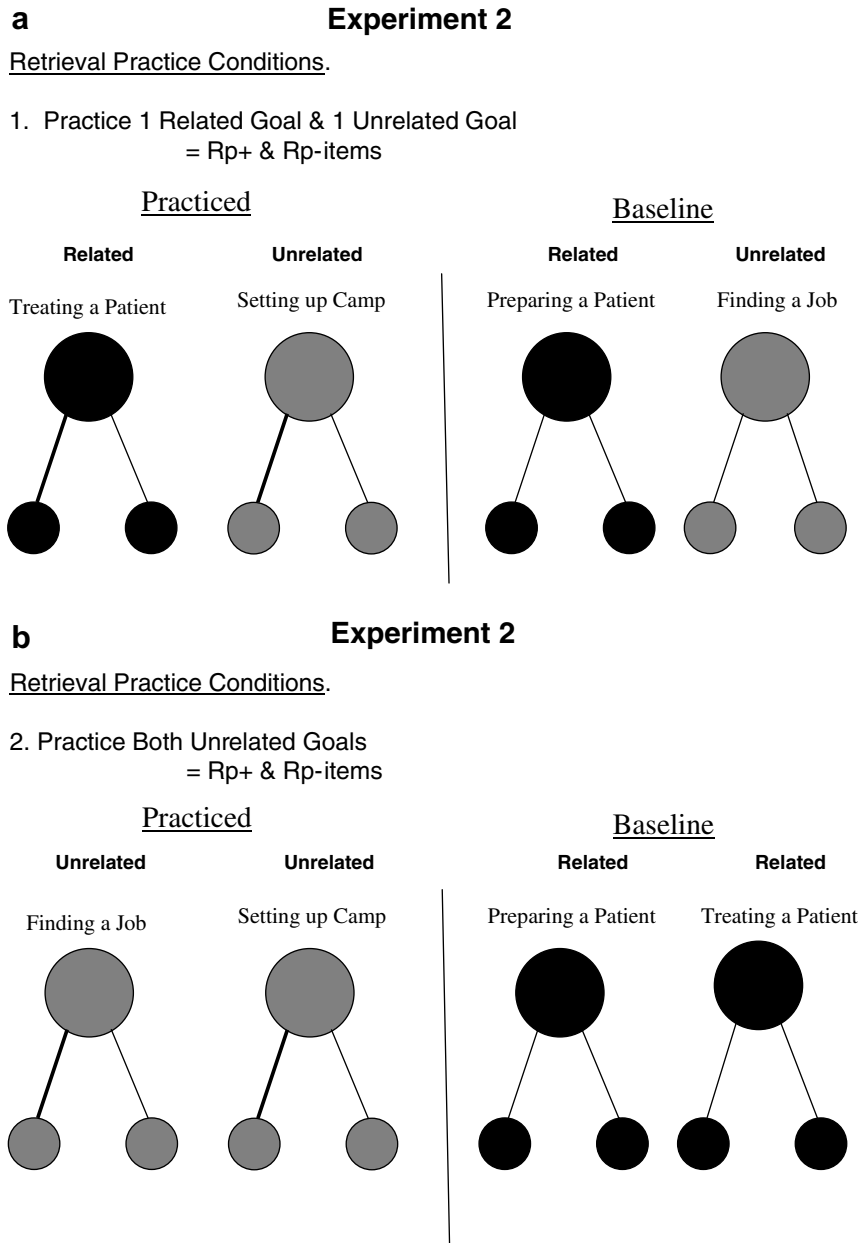 a Experiment 2
Retrieval Practice Conditions.
1. Practice 1 Related Goal & 1 Unrelated Goal
= Rp+ & Rp-items
Practiced Baseline
Related Unrelated Related Unrelated
Treating a Patient Setting up Camp Preparing a Patient Finding a Job
b Experiment 2
Retrieval Practice Conditions.
2. Practice Both Unrelated Goals
= Rp+ & Rp-items
Practiced Baseline
Unrelated Unrelated Related Related
Finding a Job Setting up Camp Preparing a Patient Treating a Patient